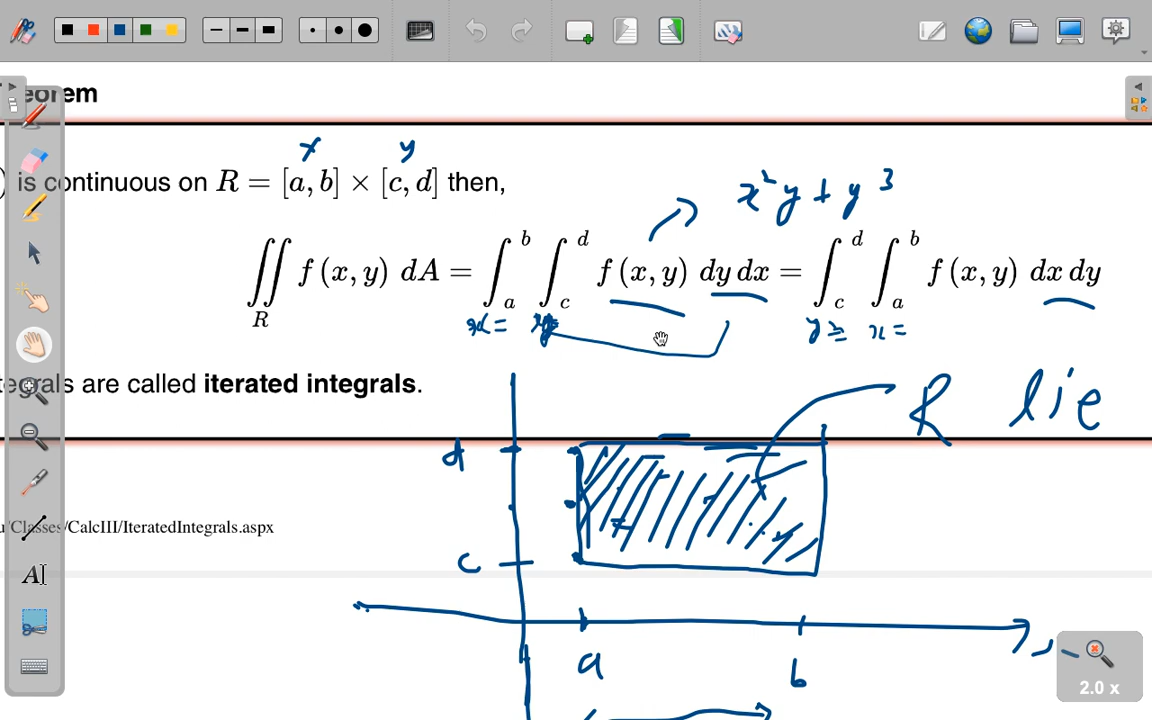 eorem
x y
) is continuous on R = [a, b] × [c, d] then,
x²y + y³
∬_R f (x, y) dA = ∫_a^b ∫_c^d f (x, y) dy dx = ∫_c^d ∫_a^b f (x, y) dx dy
x= y= y= x=
tegrals are called iterated integrals.
R lie
d
u/Classes/CalcIII/IteratedIntegrals.aspx
c
A
a b
2.0 x